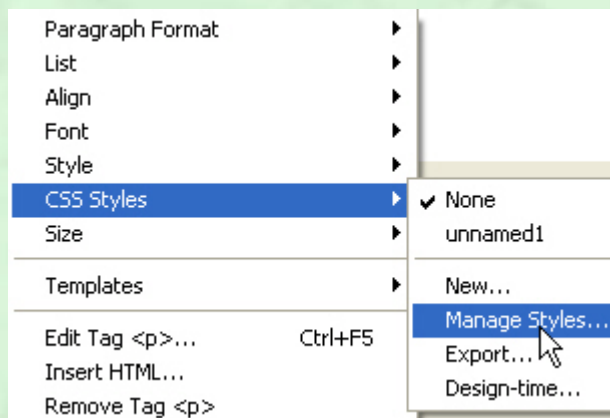 Paragraph Format
List
Align
Font
Style
CSS Styles
Size
Templates
Edit Tag <p>... Ctrl+F5
Insert HTML...
Remove Tag <p>
None
unnamed1
New...
Manage Styles...
Export...
Design-time...